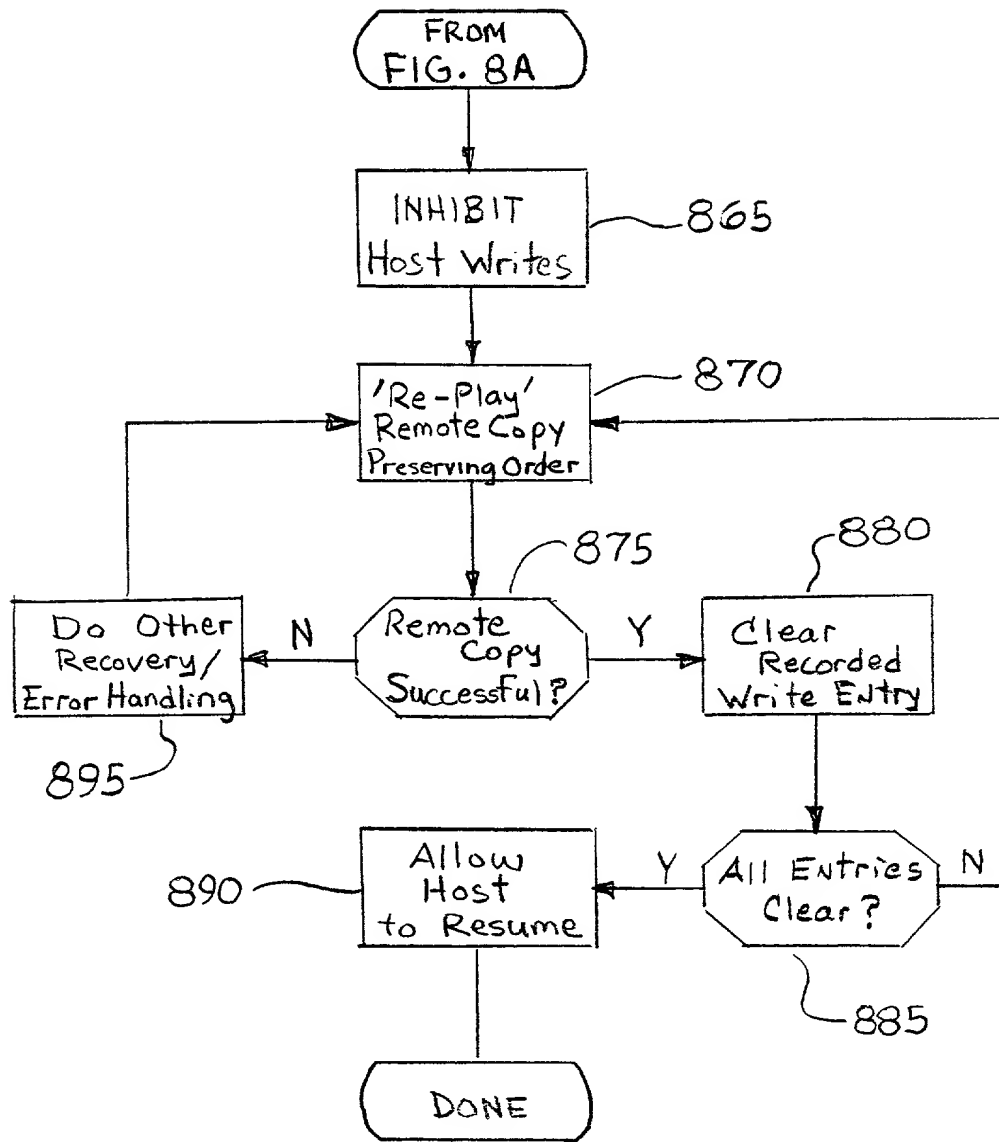 FROM
FIG. 8A
INHIBIT
Host Writes
865
'Re-Play'
Remote Copy
Preserving Order
870
875
880
Do Other
Recovery/
Error Handling
N
Remote
Copy
Successful?
Y
Clear
Recorded
Write Entry
895
Allow
Host
to Resume
890
Y
All Entries
Clear?
N
885
DONE